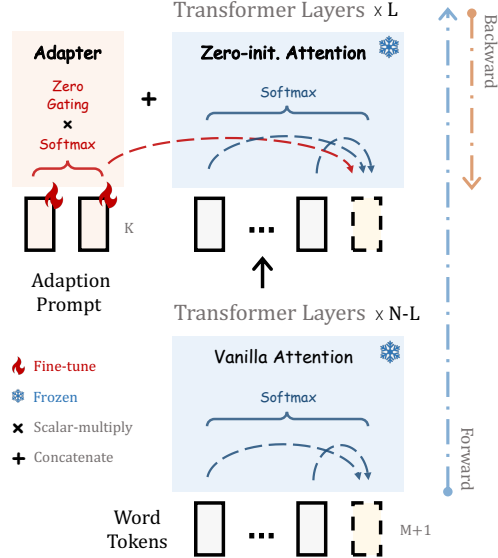 Transformer Layers x L
Adapter
Zero
Gating
×
Softmax
+
Zero-init. Attention
Softmax
Backward
K
...
Adaption
Prompt
Transformer Layers x N-L
Vanilla Attention
Softmax
Fine-tune
Frozen
× Scalar-multiply
+ Concatenate
Forward
Word
Tokens
...
M+1